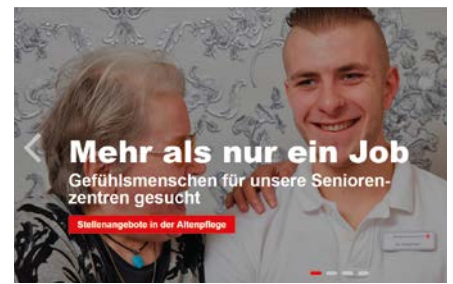 Mehr als nur ein Job
Gefühlsmenschen für unsere Senioren-
zentren gesucht
Stellenangebote in der Altenpflege